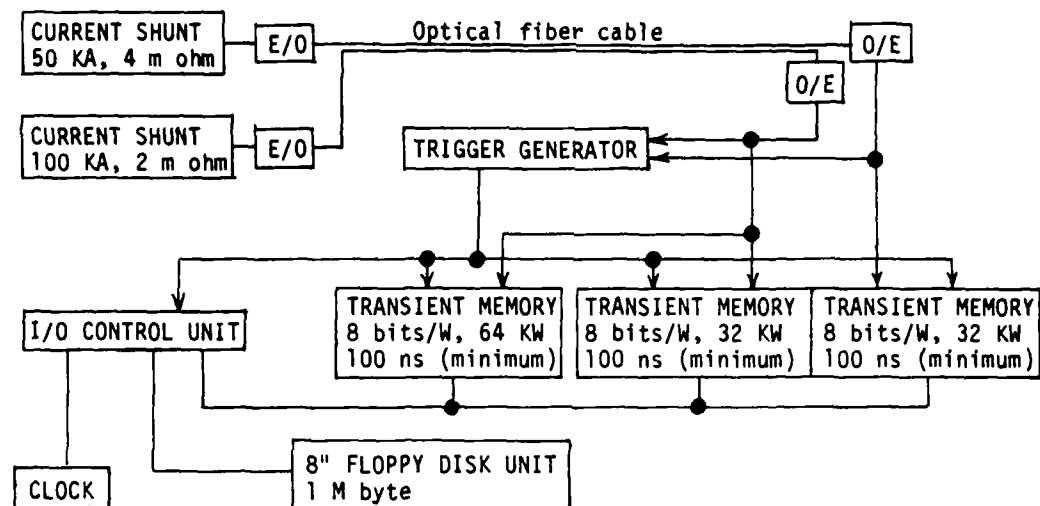 CURRENT SHUNT
50 KA, 4 m ohm
E/O
Optical fiber cable
O/E
O/E
CURRENT SHUNT
100 KA, 2 m ohm
E/O
TRIGGER GENERATOR
I/O CONTROL UNIT
TRANSIENT MEMORY
8 bits/W, 64 KW
100 ns (minimum)
TRANSIENT MEMORY
8 bits/W, 32 KW
100 ns (minimum)
TRANSIENT MEMORY
8 bits/W, 32 KW
100 ns (minimum)
CLOCK
8" FLOPPY DISK UNIT
1 M byte